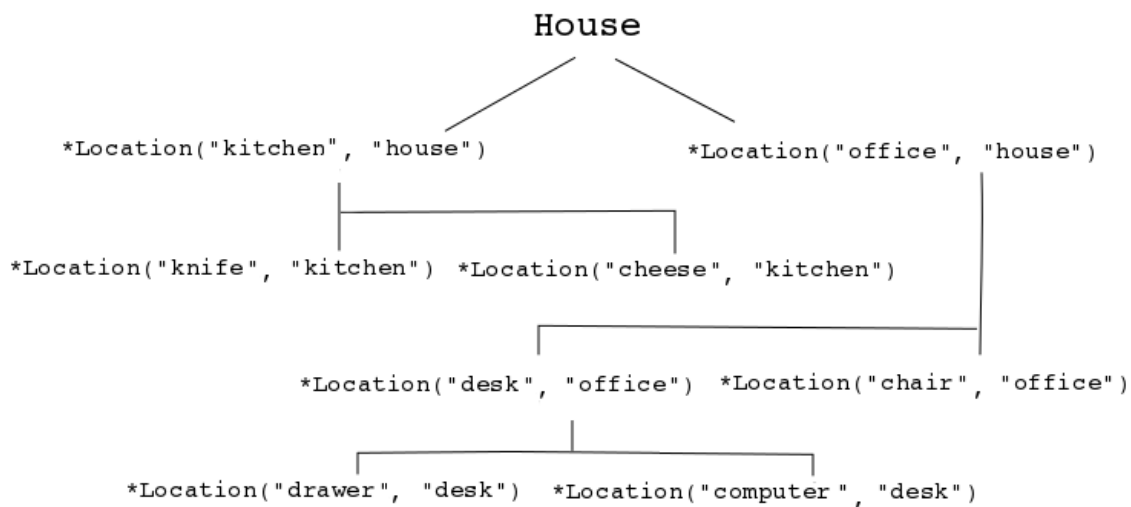 House
*Location("kitchen", "house")
*Location("office", "house")
*Location("knife", "kitchen")
*Location("cheese", "kitchen")
*Location("desk", "office")
*Location("chair", "office")
*Location("drawer", "desk")
*Location("computer", "desk")